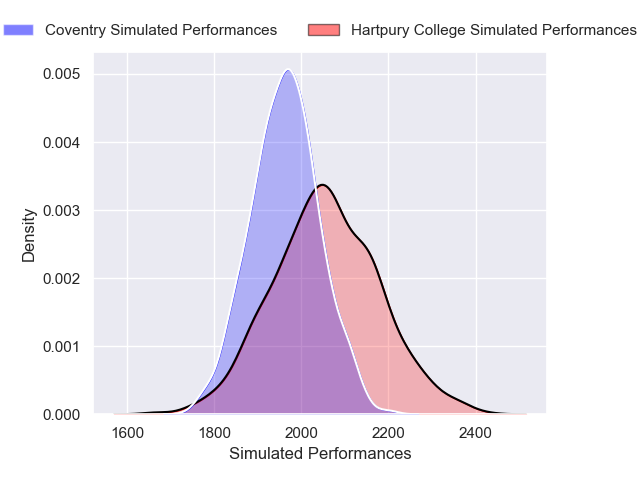 Coventry Simulated Performances
Hartpury College Simulated Performances
0.005
0.004
0.003
0.002
0.001
0.000
Density
1600 1800 2000 2200 2400
Simulated Performances